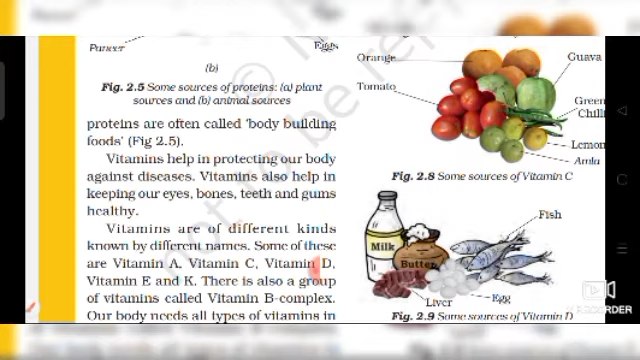 Paneer
Eggs
(b)
Fig. 2.5 Some sources of proteins: (a) plant
sources and (b) animal sources
proteins are often called 'body building
foods' (Fig 2.5).
Vitamins help in protecting our body
against diseases. Vitamins also help in
keeping our eyes, bones, teeth and gums
healthy.
Vitamins are of different kinds
known by different names. Some of these
are Vitamin A, Vitamin C, Vitamin D,
Vitamin E and K. There is also a group
of vitamins called Vitamin B-complex.
Our body needs all types of vitamins in
Orange
Guava
Tomato
Green
Chilli
Lemon
Amla
Fig. 2.8 Some sources of Vitamin C
Fish
Milk
Butter
Liver
Egg
Fig. 2.9 Some sources of Vitamin D
not to be re
RECORDER